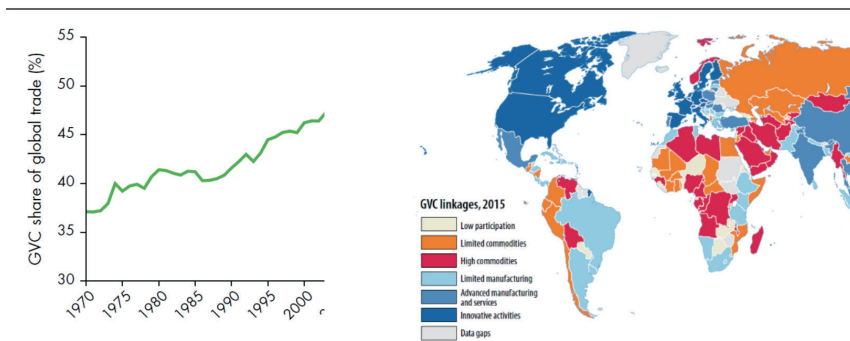 GVC share of global trade (%)
55
50
45
40
35
30
1970
1975
1980
1985
1990
1995
2000
GVC linkages, 2015
Low participation
Limited commodities
High commodities
Limited manufacturing
Advanced manufacturing
and services
Innovative activities
Data gaps